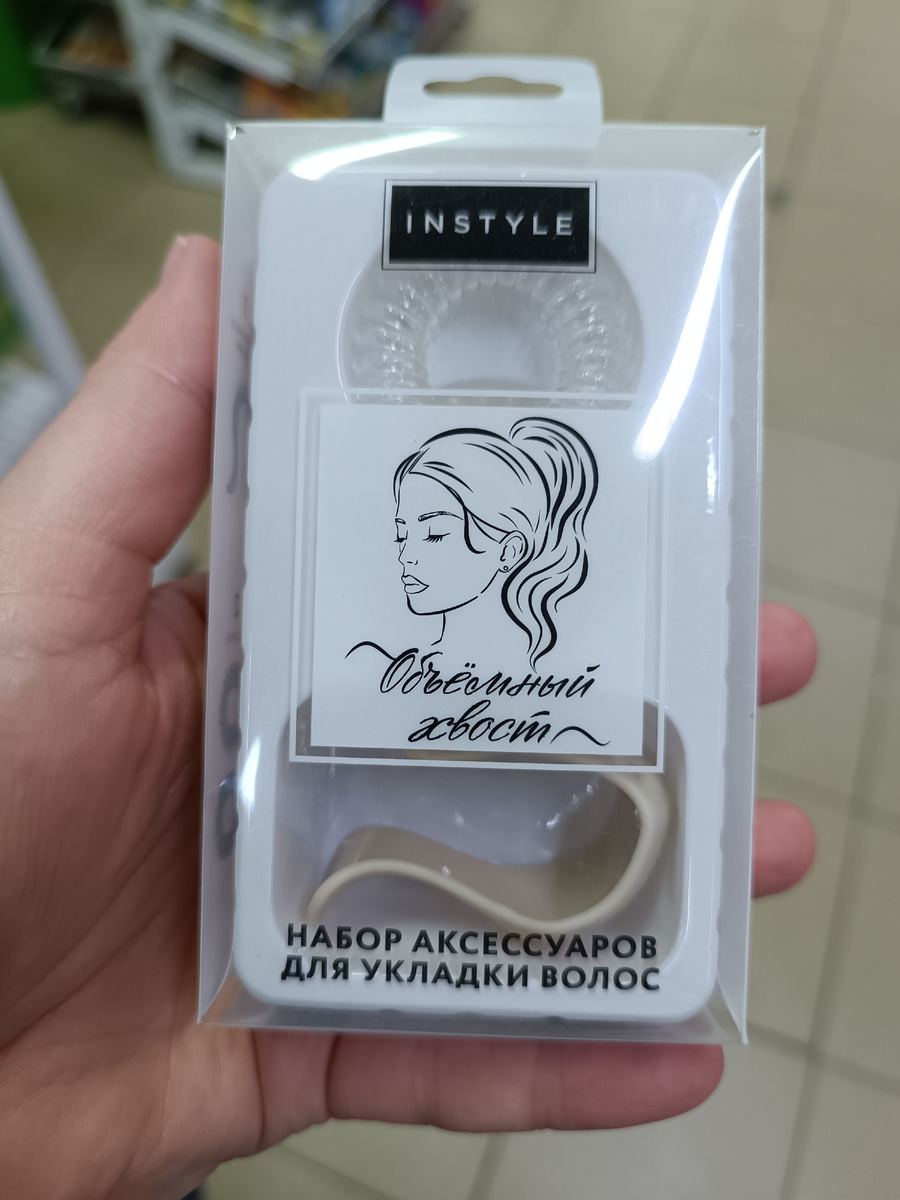 INSTYLE
Объёмный
хвост
НАБОР АКСЕССУАРОВ
ДЛЯ УКЛАДКИ ВОЛОС